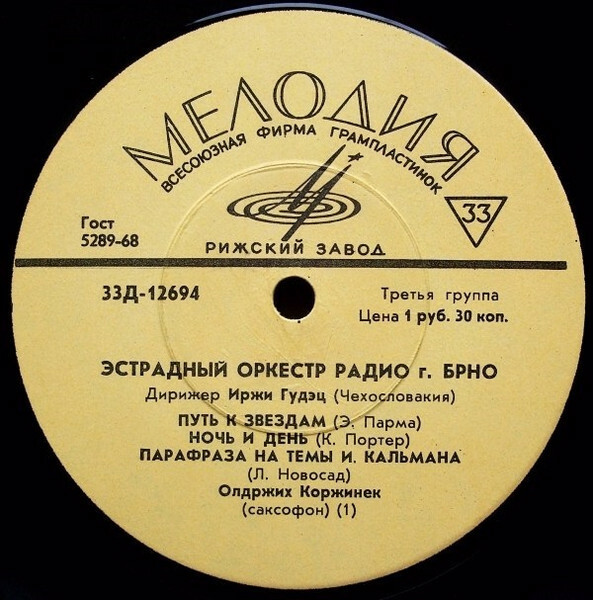 МЕЛОДИЯ
ВСЕСОЮЗНАЯ ФИРМА ГРАМПЛАСТИНОК
33
Гост
5289-68
РИЖСКИЙ ЗАВОД
33Д-12694
Третья группа
Цена 1 руб. 30 коп.
ЭСТРАДНЫЙ ОРКЕСТР РАДИО г. БРНО
Дирижер Иржи Гудэц (Чехословакия)
ПУТЬ К ЗВЕЗДАМ (Э. Парма)
НОЧЬ И ДЕНЬ (К. Портер)
ПАРАФРАЗА НА ТЕМЫ И. КАЛЬМАНА
(Л. Новосад)
Олдржих Коржинек
(саксофон) (1)